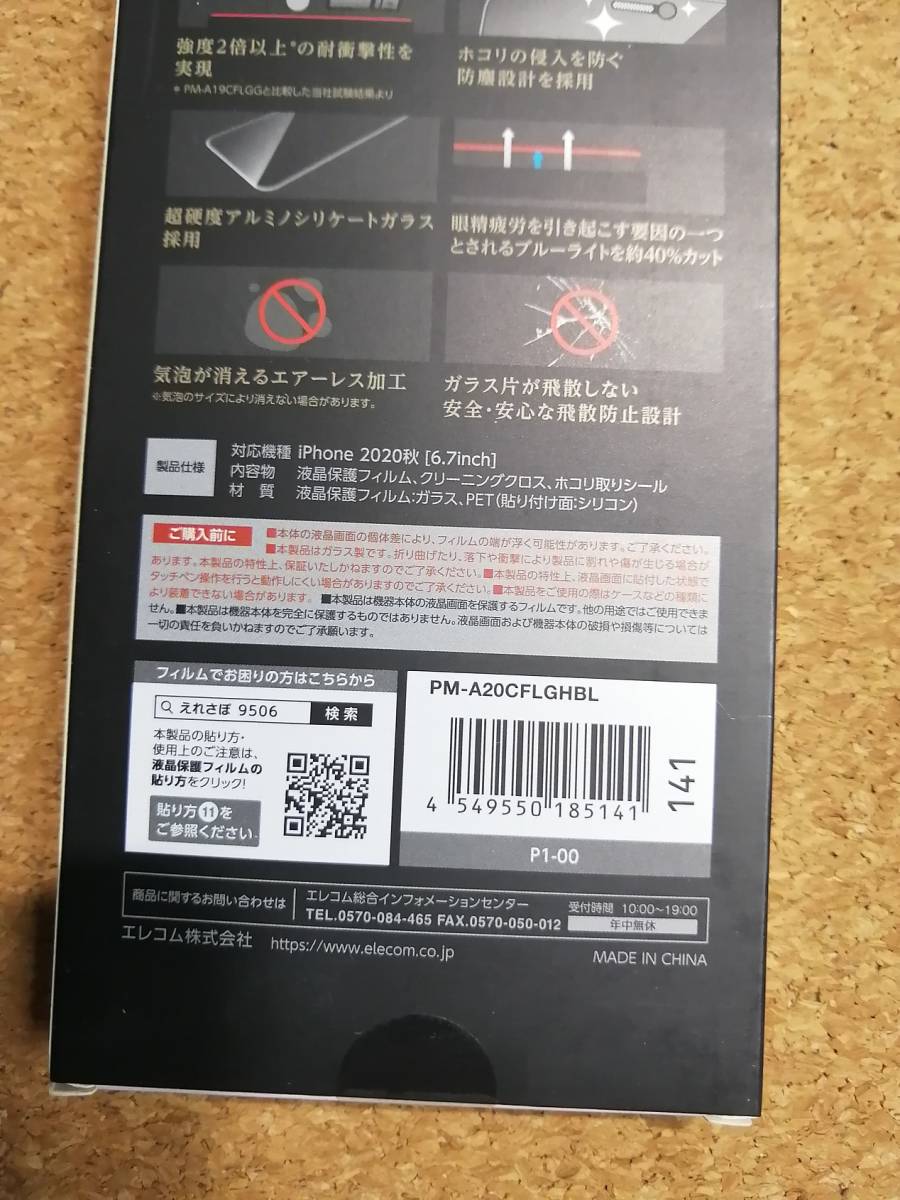 強度2倍以上*の耐衝撃性を
実現
* PM-A19CFLGGと比較した当社試験結果より
ホコリの侵入を防ぐ
防塵設計を採用
超硬度アルミノシリケートガラス
採用
眼精疲労を引き起こす要因の一つ
とされるブルーライトを約40%カット
気泡が消えるエアーレス加工
※気泡のサイズにより消えない場合があります。
ガラス片が飛散しない
安全・安心な飛散防止設計
製品仕様
対応機種 iPhone 2020秋 [6.7inch]
内容物 液晶保護フィルム、クリーニングクロス、ホコリ取りシール
材 質 液晶保護フィルム:ガラス、PET(貼り付け面:シリコン)
ご購入前に ■本体の液晶画面の個体差により、フィルムの端が浮く可能性があります。ご了承ください。
■本製品はガラス製です。折り曲げたり、落下や衝撃により製品に割れや傷が生じる場合が
あります。本製品の特性上、保証いたしかねますのでご了承ください。■本製品の特性上、液晶画面に貼付した状態で
タッチペン操作を行うと動作しにくい場合がありますのでご了承ください。■本製品をご使用の際はケースなどの種類に
より装着できない場合があります。■本製品は機器本体の液晶画面を保護するフィルムです。他の用途ではご使用できま
せん。■本製品は機器本体を完全に保護するものではありません。液晶画面および機器本体の破損や損傷等については
一切の責任を負いかねますのでご了承願います。
フィルムでお困りの方はこちらから
えれさぽ 9506 検索
本製品の貼り方・
使用上のご注意は、
液晶保護フィルムの
貼り方をクリック!
貼り方⑪を
ご参照ください。
PM-A20CFLGHBL
4 549550 185141
141
P1-00
商品に関するお問い合わせは
エレコム総合インフォメーションセンター
TEL.0570-084-465 FAX.0570-050-012
受付時間 10:00~19:00
年中無休
エレコム株式会社 https://www.elecom.co.jp
MADE IN CHINA